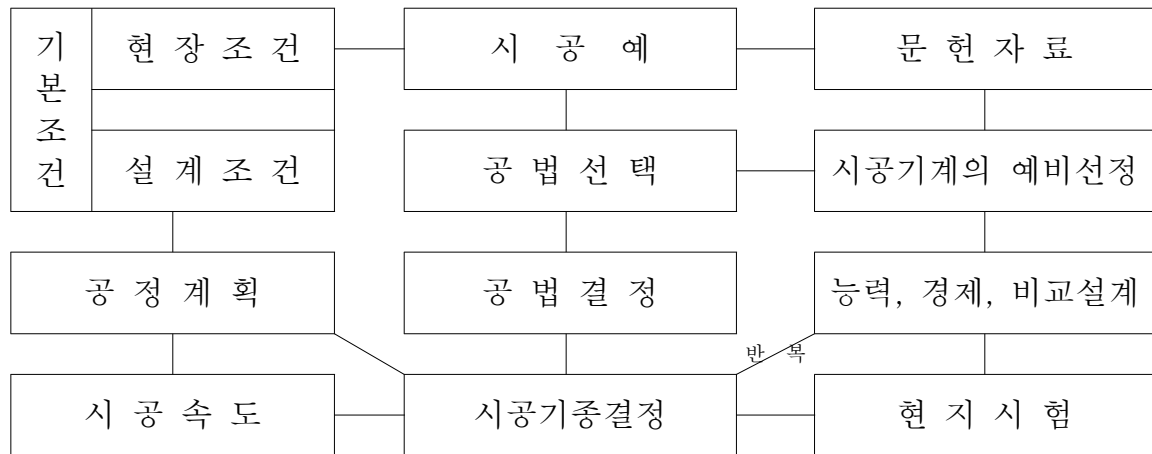 기본조건
현 장 조 건
시 공 예
문 헌 자 료
설 계 조 건
공 법 선 택
시공기계의 예비선정
공 정 계 획
공 법 결 정
능력, 경제, 비교설계
반 복
시 공 속 도
시공기종결정
현 지 시 험